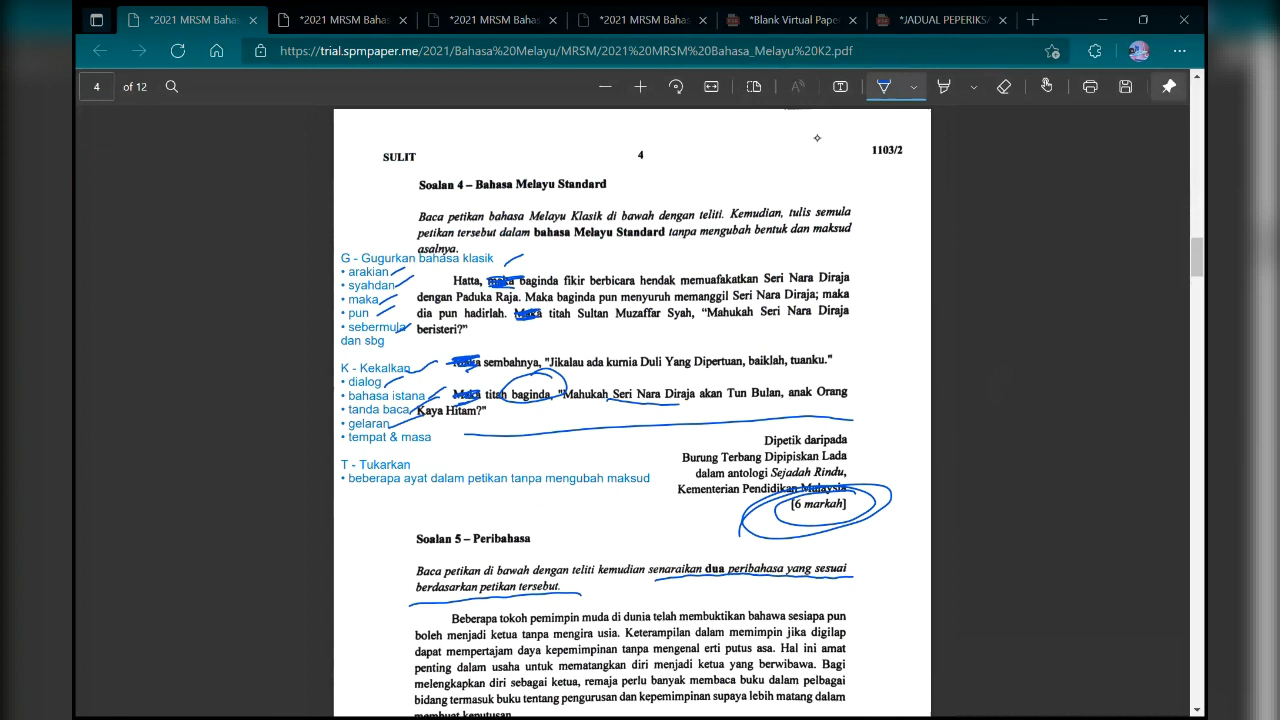 *2021 MRSM Bahas
*2021 MRSM Bahas
*2021 MRSM Bahas
*2021 MRSM Bahas
*Blank Virtual Pape
*JADUAL PEPERIKSA
https://trial.spmpaper.me/2021/Bahasa%20Melayu/MRSM/2021%20MRSM%20Bahasa_Melayu%20K2.pdf
4 of 12
SULIT 4 1103/2
Soalan 4 – Bahasa Melayu Standard
Baca petikan bahasa Melayu Klasik di bawah dengan teliti. Kemudian, tulis semula
petikan tersebut dalam bahasa Melayu Standard tanpa mengubah bentuk dan maksud
asalnya.
G - Gugurkan bahasa klasik
• arakian
• syahdan
• maka
• pun
• sebermula
dan sbg
Hatta, maka baginda fikir berbicara hendak memuafakatkan Seri Nara Diraja
dengan Paduka Raja. Maka baginda pun menyuruh memanggil Seri Nara Diraja; maka
dia pun hadirlah. Maka titah Sultan Muzaffar Syah, “Mahukah Seri Nara Diraja
beristeri?”
K - Kekalkan
• dialog
• bahasa istana
• tanda baca
• gelaran
• tempat & masa
Maka sembahnya, "Jikalau ada kurnia Duli Yang Dipertuan, baiklah, tuanku."
Maka titah baginda, "Mahukah Seri Nara Diraja akan Tun Bulan, anak Orang
Kaya Hitam?"
T - Tukarkan
• beberapa ayat dalam petikan tanpa mengubah maksud
Dipetik daripada
Burung Terbang Dipipiskan Lada
dalam antologi Sejadah Rindu,
Kementerian Pendidikan Malaysia
[6 markah]
Soalan 5 – Peribahasa
Baca petikan di bawah dengan teliti kemudian senaraikan dua peribahasa yang sesuai
berdasarkan petikan tersebut.
Beberapa tokoh pemimpin muda di dunia telah membuktikan bahawa sesiapa pun
boleh menjadi ketua tanpa mengira usia. Keterampilan dalam memimpin jika digilap
dapat mempertajam daya kepemimpinan tanpa mengenal erti putus asa. Hal ini amat
penting dalam usaha untuk mematangkan diri menjadi ketua yang berwibawa. Bagi
melengkapkan diri sebagai ketua, remaja perlu banyak membaca buku dalam pelbagai
bidang termasuk buku tentang pengurusan dan kepemimpinan supaya lebih matang dalam
membuat keputusan.